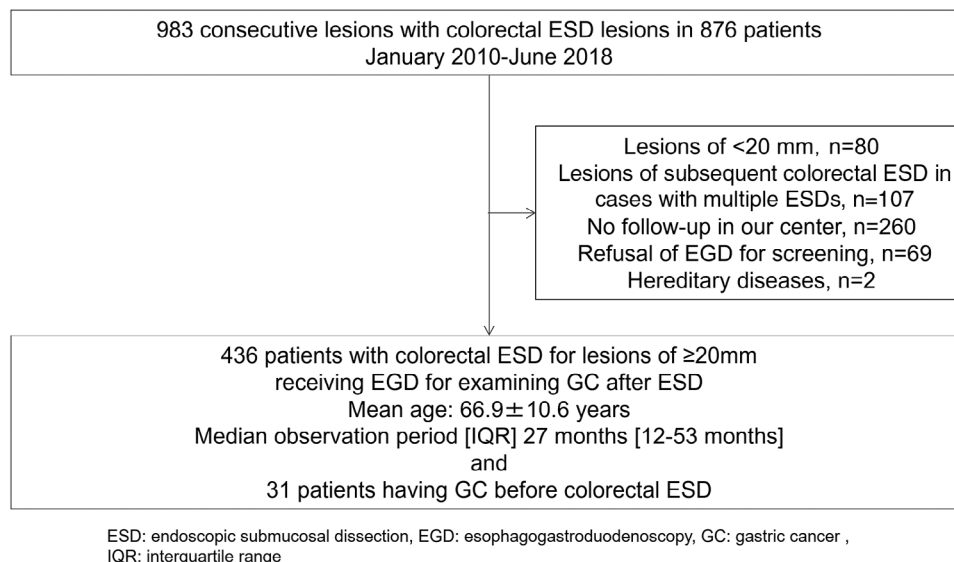 983 consecutive lesions with colorectal ESD lesions in 876 patients
January 2010-June 2018
Lesions of <20 mm, n=80
Lesions of subsequent colorectal ESD in
cases with multiple ESDs, n=107
No follow-up in our center, n=260
Refusal of EGD for screening, n=69
Hereditary diseases, n=2
436 patients with colorectal ESD for lesions of ≥20mm
receiving EGD for examining GC after ESD
Mean age: 66.9±10.6 years
Median observation period [IQR] 27 months [12-53 months]
and
31 patients having GC before colorectal ESD
ESD: endoscopic submucosal dissection, EGD: esophagogastroduodenoscopy, GC: gastric cancer ,
IQR: interquartile range